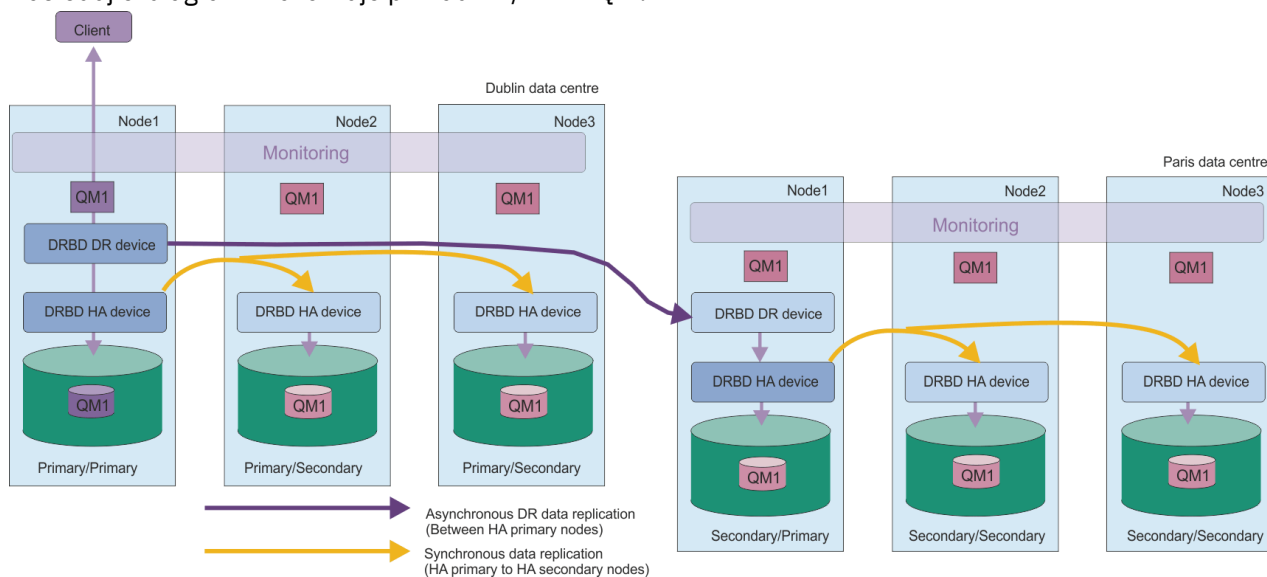 Client
Dublin data centre
Node1
Node2
Node3
Monitoring
QM1
QM1
QM1
DRBD DR device
DRBD HA device
DRBD HA device
DRBD HA device
QM1
QM1
QM1
Primary/Primary
Primary/Secondary
Primary/Secondary
Paris data centre
Node1
Node2
Node3
Monitoring
QM1
QM1
QM1
DRBD DR device
DRBD HA device
DRBD HA device
DRBD HA device
QM1
QM1
QM1
Secondary/Primary
Secondary/Secondary
Secondary/Secondary
Asynchronous DR data replication
(Between HA primary nodes)
Synchronous data replication
(HA primary to HA secondary nodes)